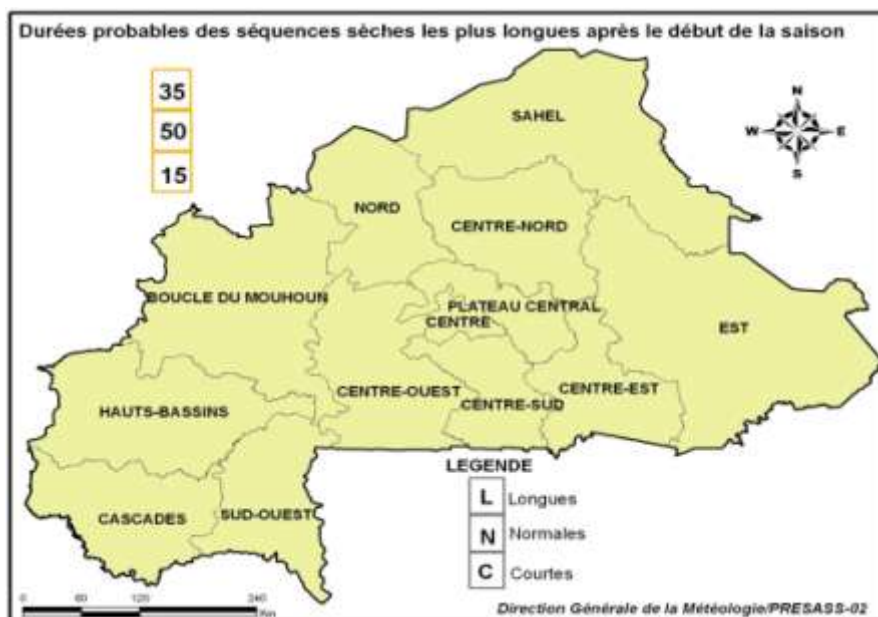 Durées probables des séquences sèches les plus longues après le début de la saison
35
50
15
N
W
E
S
SAHEL
NORD
CENTRE-NORD
BOUCLE DU MOUHOUN
PLATEAU CENTRAL
CENTRE
EST
CENTRE-OUEST
CENTRE-EST
CENTRE-SUD
HAUTS-BASSINS
CASCADES
SUD-OUEST
LEGENDE
L Longues
N Normales
C Courtes
0 60 120 240
Km
Direction Générale de la Météologie/PRESASS-02